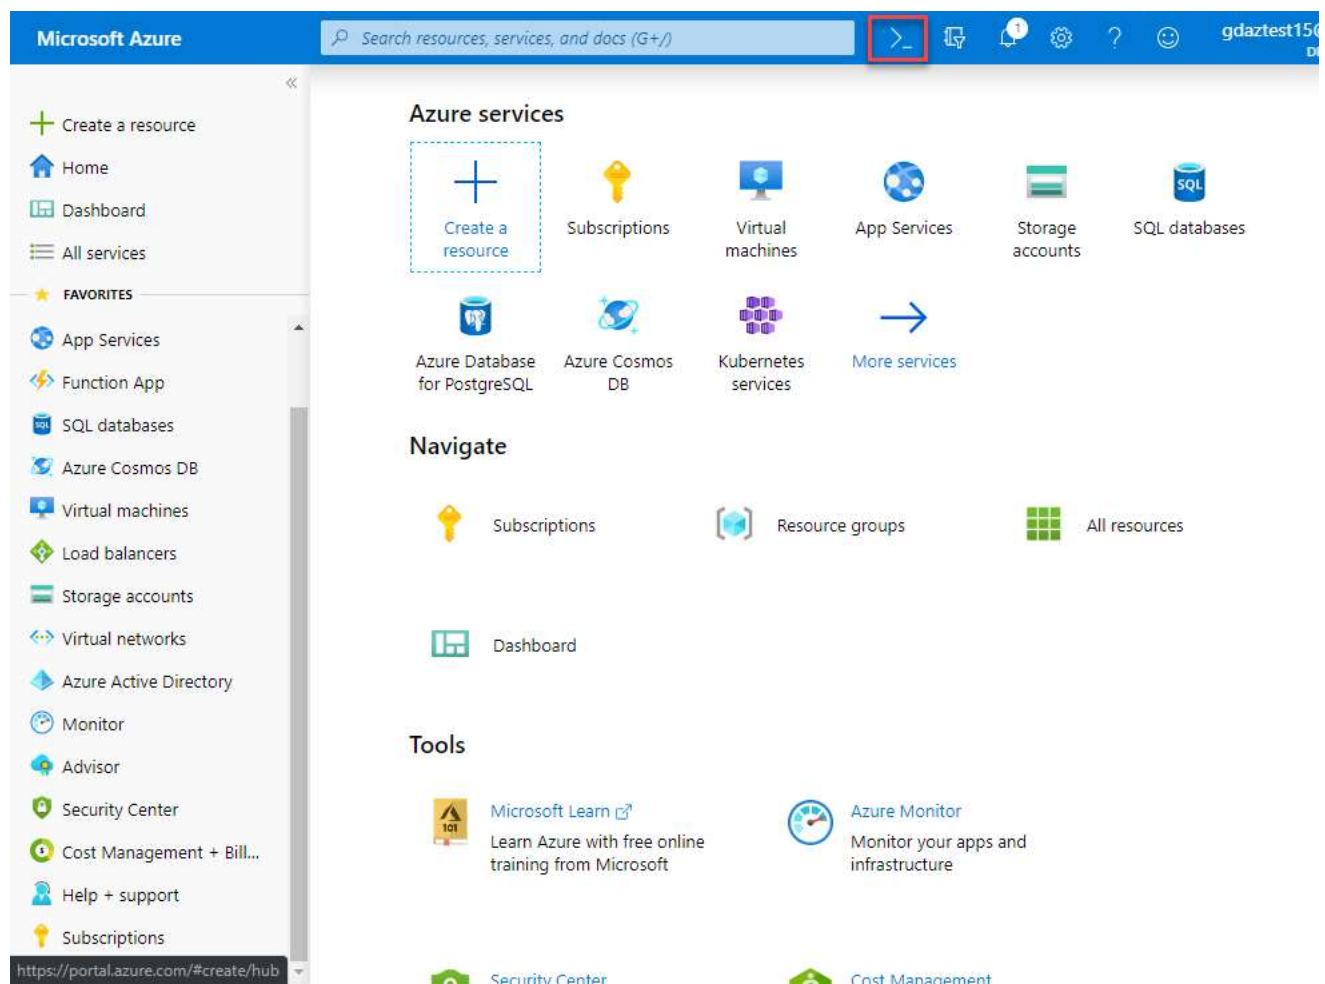 Microsoft Azure
Search resources, services, and docs (G+/)
1
gdaztest15@
Create a resource
Home
Dashboard
All services
FAVORITES
App Services
Function App
SQL databases
Azure Cosmos DB
Virtual machines
Load balancers
Storage accounts
Virtual networks
Azure Active Directory
Monitor
Advisor
Security Center
Cost Management + Bill...
Help + support
Subscriptions
https://portal.azure.com/#create/hub
Azure services
Create a
resource
Subscriptions
Virtual
machines
App Services
Storage
accounts
SQL
SQL databases
Azure Database
for PostgreSQL
Azure Cosmos
DB
Kubernetes
services
More services
Navigate
Subscriptions
Resource groups
All resources
Dashboard
Tools
101
Microsoft Learn
Learn Azure with free online
training from Microsoft
Azure Monitor
Monitor your apps and
infrastructure
Security Center
Cost Management